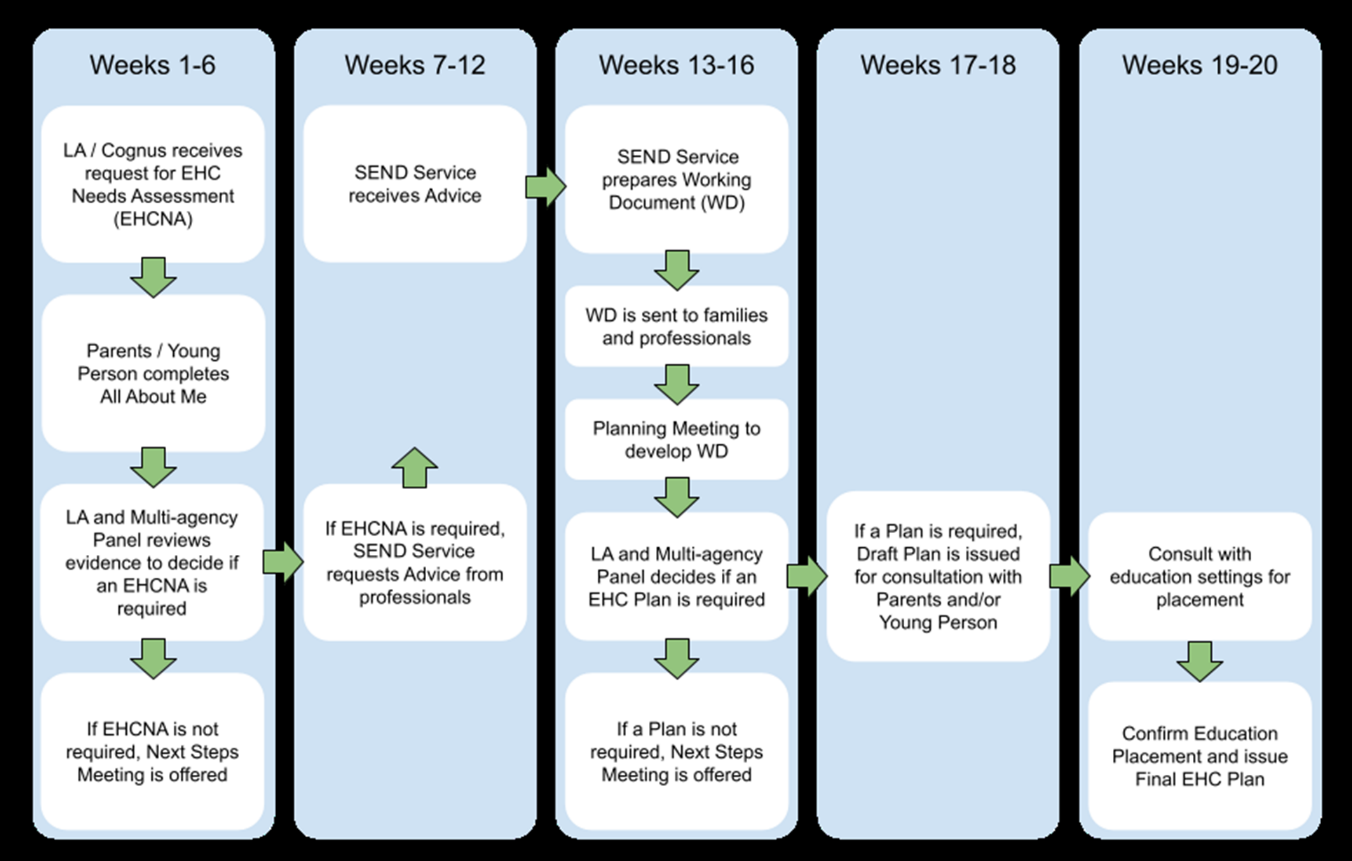 Weeks 1-6
LA / Cognus receives
request for EHC
Needs Assessment
(EHCNA)
Parents / Young
Person completes
All About Me
LA and Multi-agency
Panel reviews
evidence to decide if
an EHCNA is
required
If EHCNA is not
required, Next Steps
Meeting is offered
Weeks 7-12
SEND Service
receives Advice
If EHCNA is required,
SEND Service
requests Advice from
professionals
Weeks 13-16
SEND Service
prepares Working
Document (WD)
WD is sent to families
and professionals
Planning Meeting to
develop WD
LA and Multi-agency
Panel decides if an
EHC Plan is required
If a Plan is not
required, Next Steps
Meeting is offered
Weeks 17-18
If a Plan is required,
Draft Plan is issued
for consultation with
Parents and/or
Young Person
Weeks 19-20
Consult with
education settings for
placement
Confirm Education
Placement and issue
Final EHC Plan